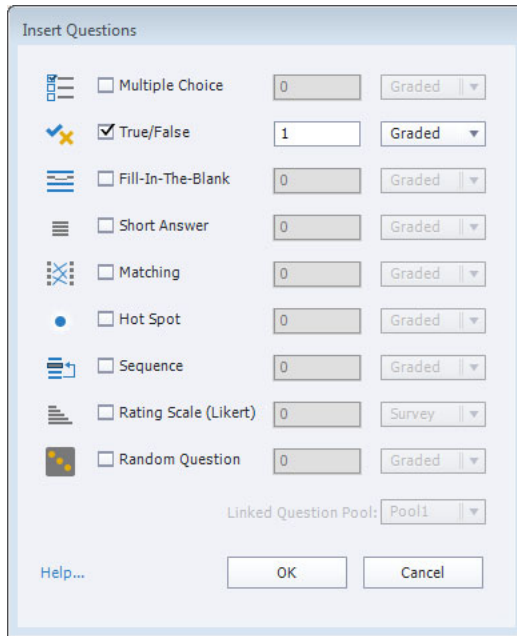 Insert Questions
Multiple Choice 0 Graded
True/False 1 Graded
Fill-In-The-Blank 0 Graded
Short Answer 0 Graded
Matching 0 Graded
Hot Spot 0 Graded
Sequence 0 Graded
Rating Scale (Likert) 0 Survey
Random Question 0 Graded
Linked Question Pool: Pool1
Help... OK Cancel